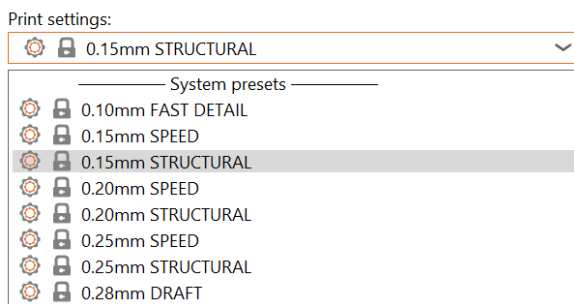 Print settings:
0.15mm STRUCTURAL
System presets
0.10mm FAST DETAIL
0.15mm SPEED
0.15mm STRUCTURAL
0.20mm SPEED
0.20mm STRUCTURAL
0.25mm SPEED
0.25mm STRUCTURAL
0.28mm DRAFT